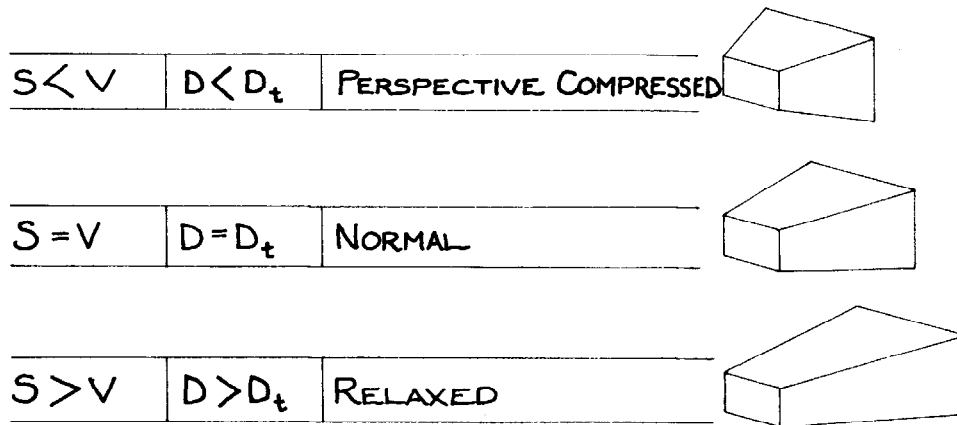 S < V D < Dt PERSPECTIVE COMPRESSED
S = V D = Dt NORMAL
S > V D > Dt RELAXED